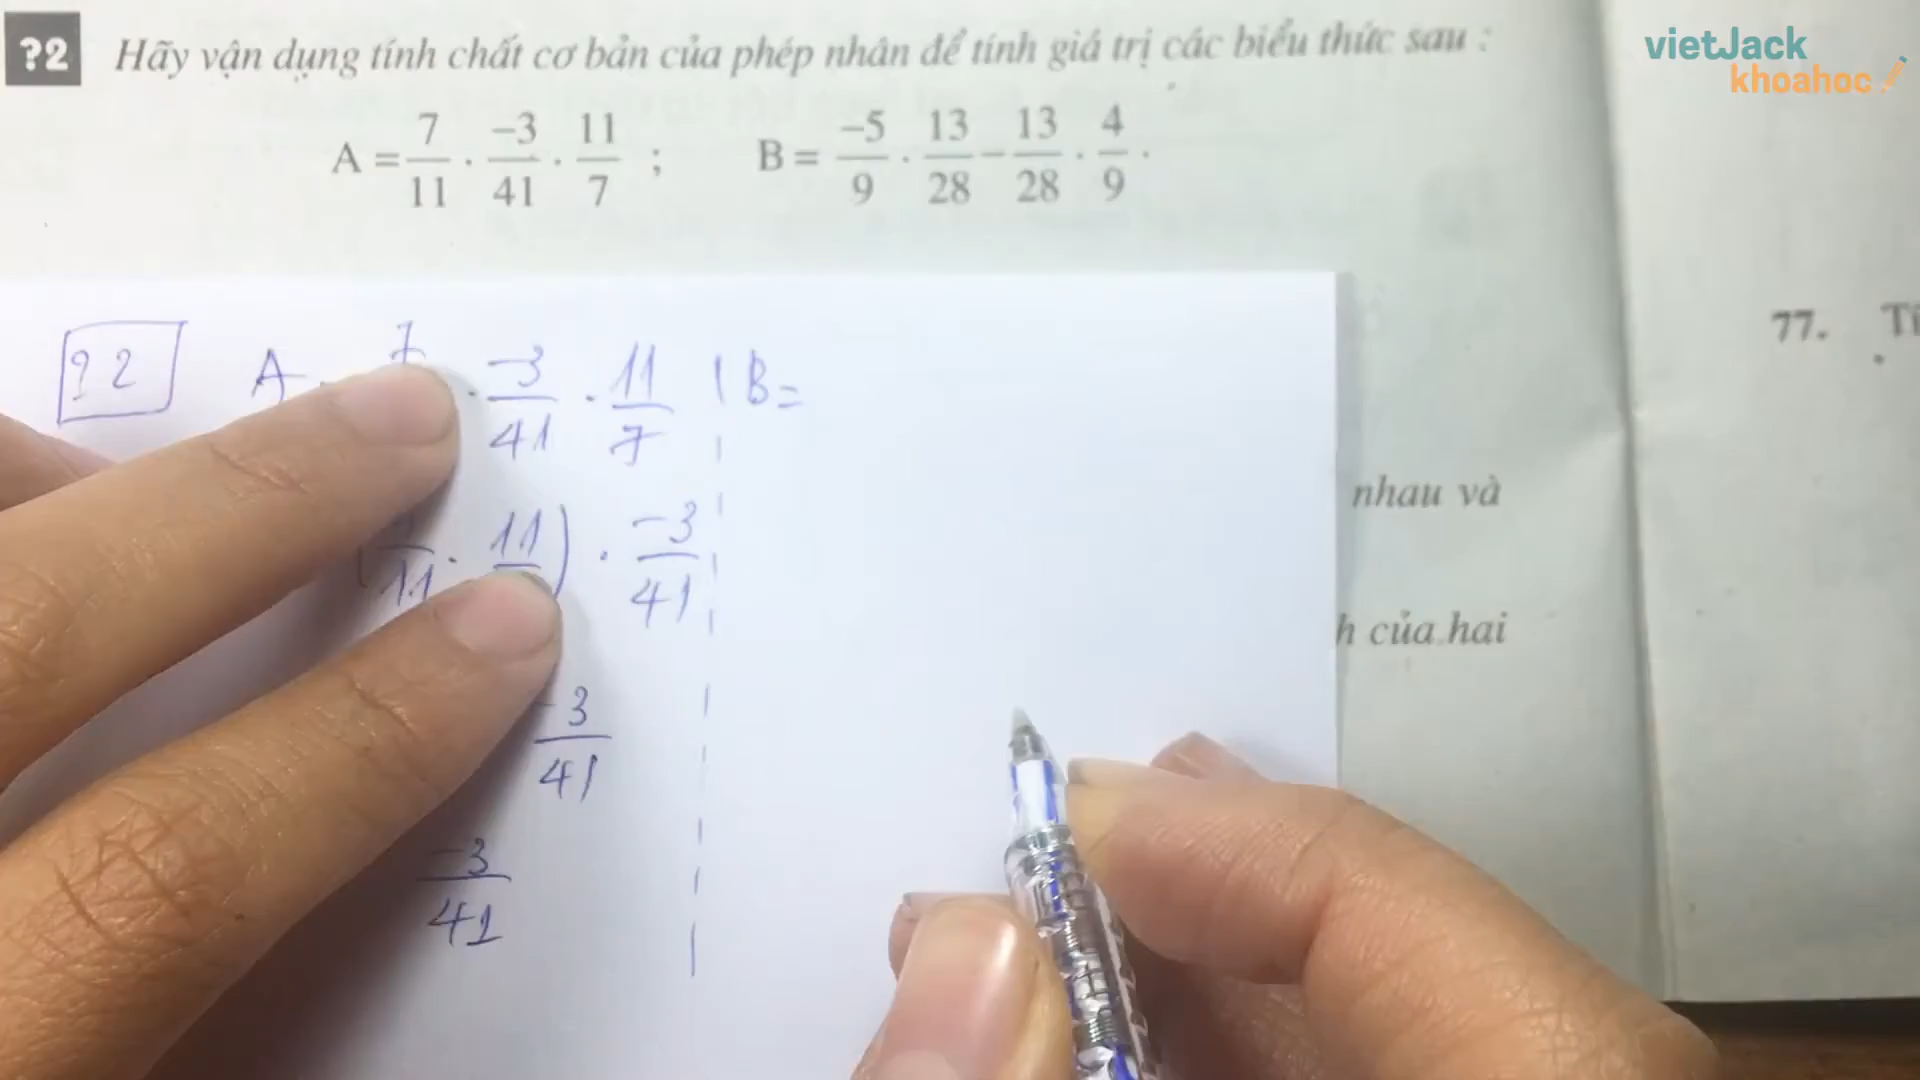 ?2 Hãy vận dụng tính chất cơ bản của phép nhân để tính giá trị các biểu thức sau :
vietJack
khoahoc
A = 7/11 · −3/41 · 11/7 ; B = −5/9 · 13/28 − 13/28 · 4/9 .
77.
?2 A 7 · −3/41 · 11/7 B =
nhau và
( /11 · 11 ) · −3/41
của hai
−3/41
−3/41